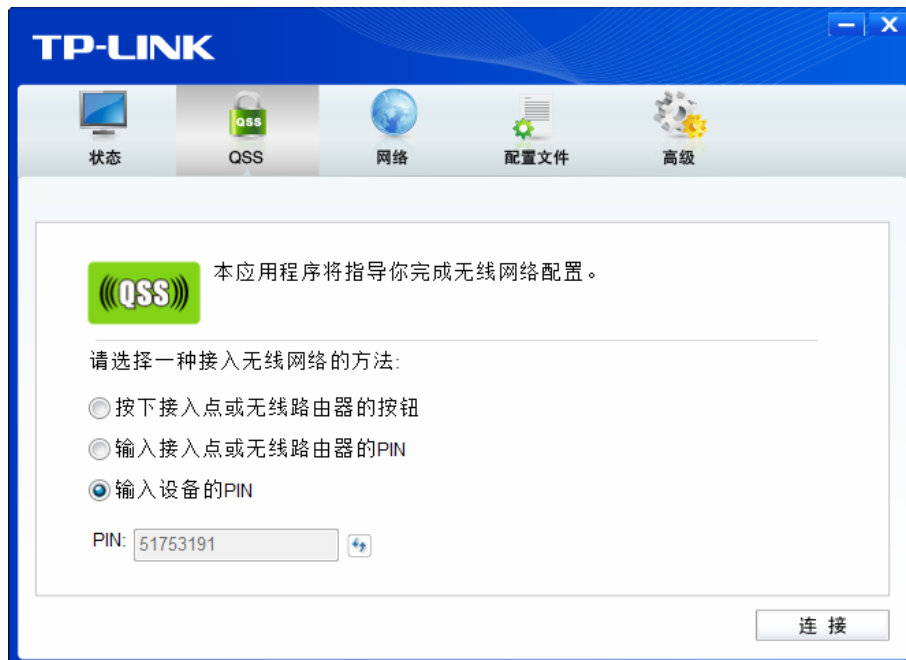 TP-LINK
QSS
状态 QSS 网络 配置文件 高级
QSS
本应用程序将指导你完成无线网络配置。
请选择一种接入无线网络的方法:
按下接入点或无线路由器的按钮
输入接入点或无线路由器的PIN
输入设备的PIN
PIN: 51753191
连 接